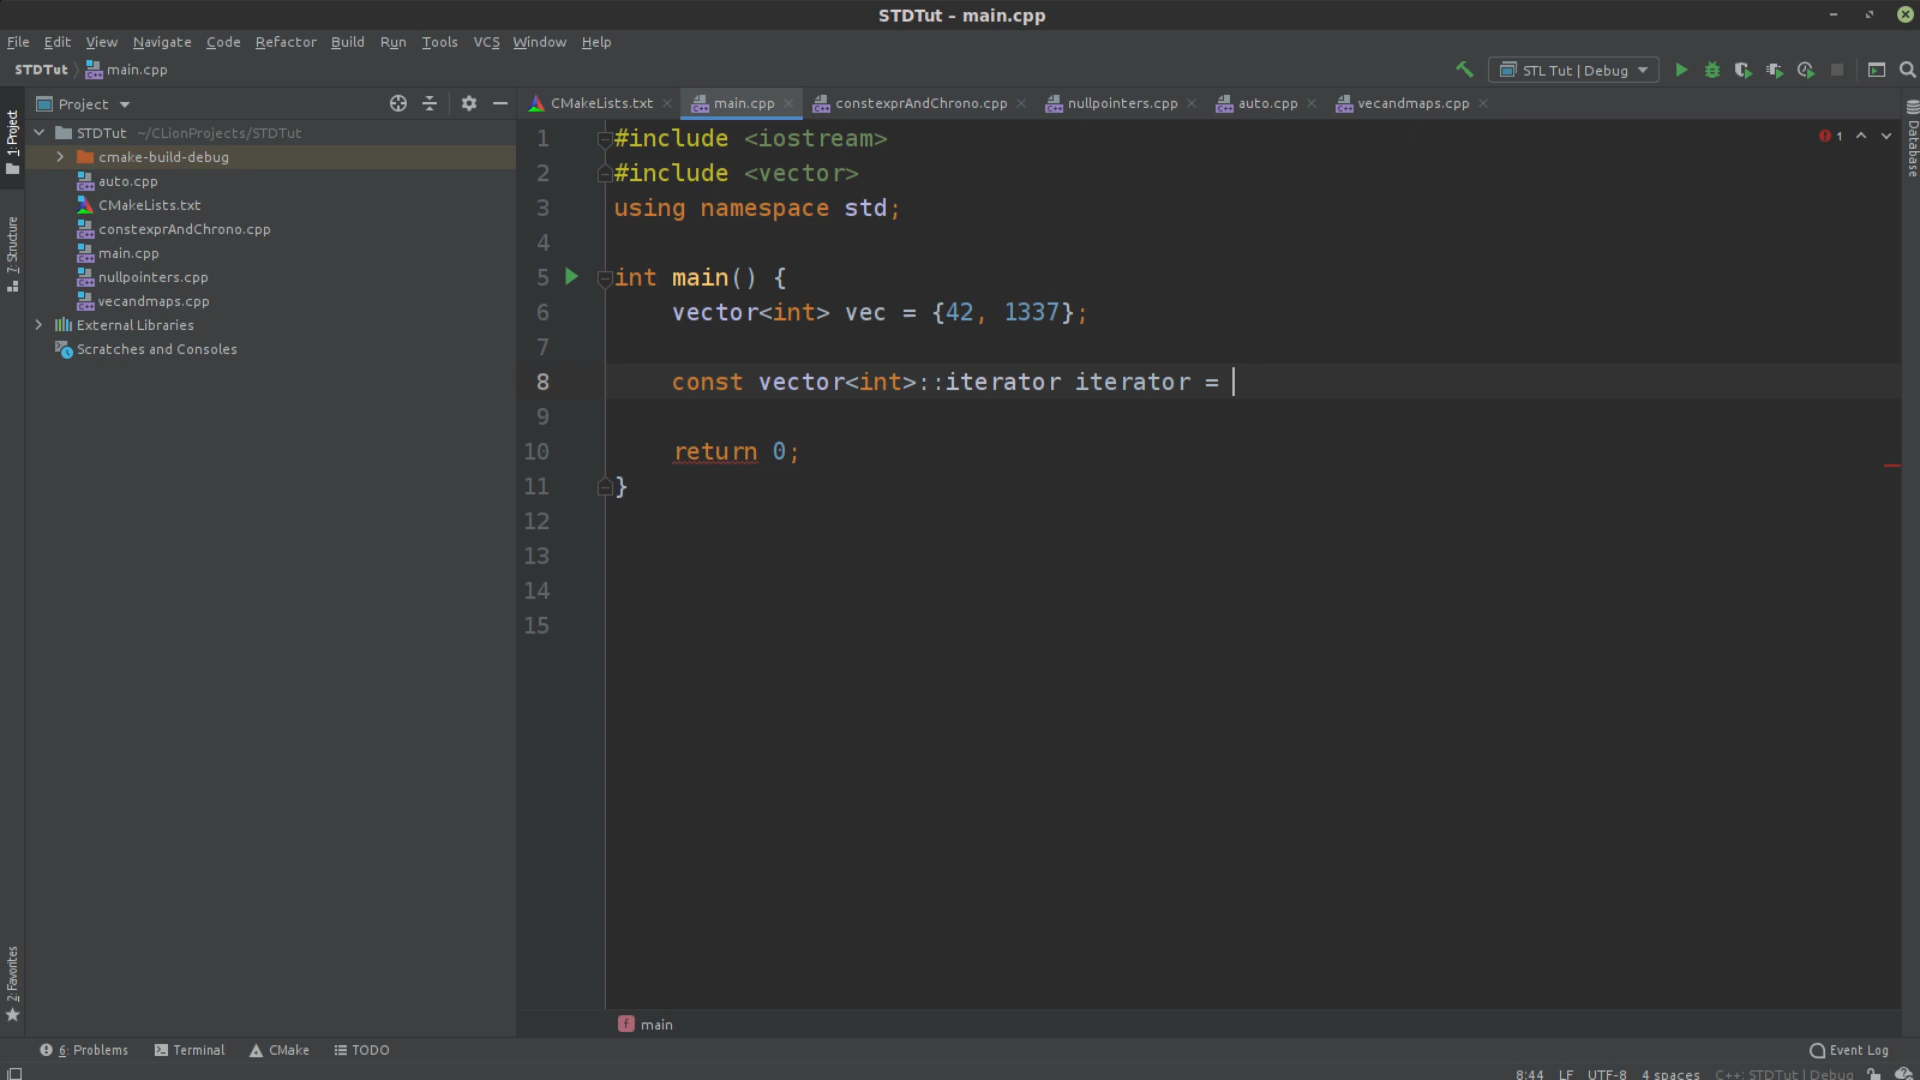 STDTut – main.cpp
File Edit View Navigate Code Refactor Build Run Tools VCS Window Help
STDTut main.cpp STL Tut | Debug
Project CMakeLists.txt main.cpp constexprAndChrono.cpp nullpointers.cpp auto.cpp vecandmaps.cpp
1: Project
7: Structure
2: Favorites
Database
STDTut ~/CLionProjects/STDTut
cmake-build-debug
auto.cpp
CMakeLists.txt
constexprAndChrono.cpp
main.cpp
nullpointers.cpp
vecandmaps.cpp
External Libraries
Scratches and Consoles
1 #include <iostream>
2 #include <vector>
3 using namespace std;
4
5 int main() {
6 vector<int> vec = {42, 1337};
7
8 const vector<int>::iterator iterator =
9
10 return 0;
11 }
12
13
14
15
1
f main
6: Problems Terminal CMake TODO Event Log
8:44 LF UTF-8 4 spaces C++: STDTut | Debug